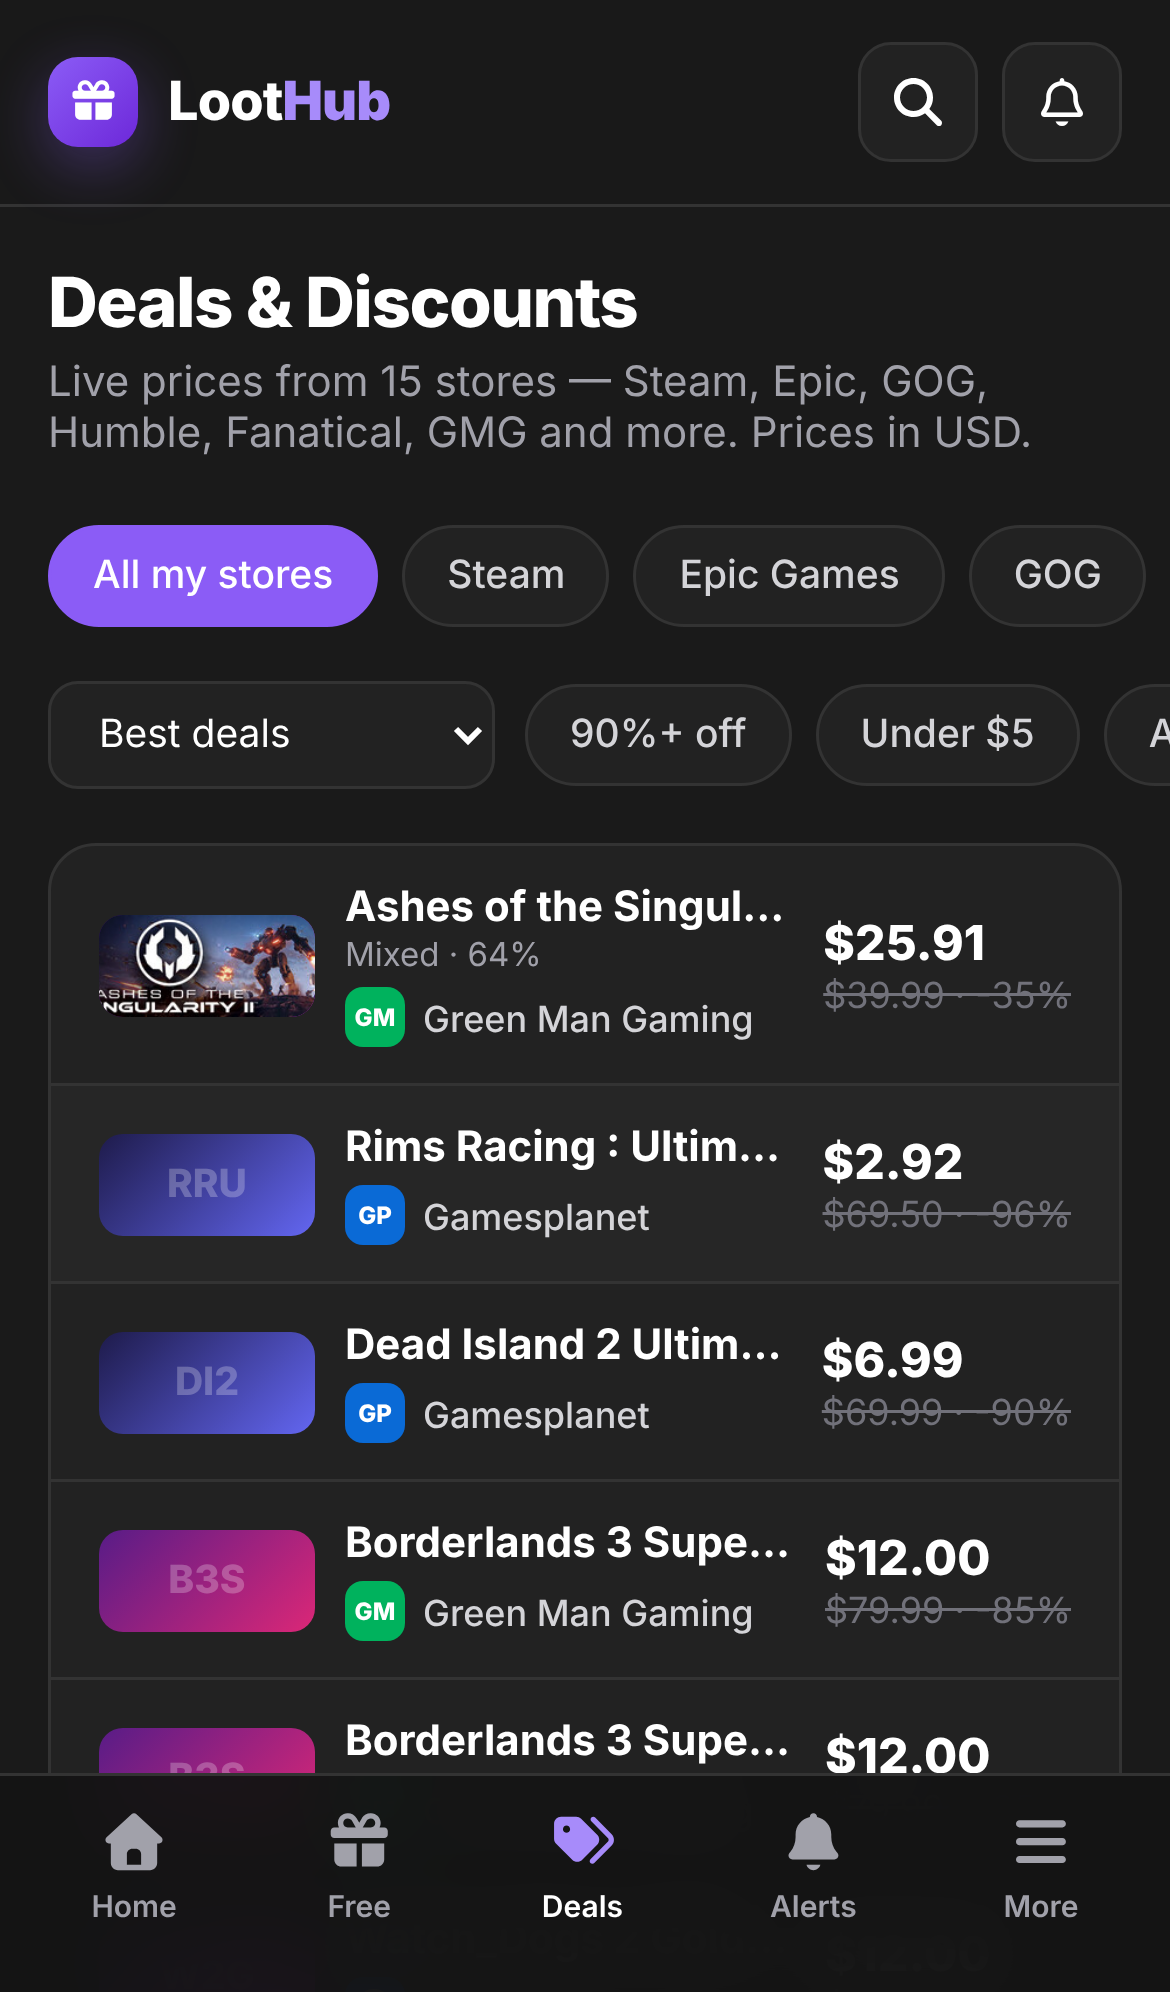 LootHub
Deals & Discounts
Live prices from 15 stores — Steam, Epic, GOG,
Humble, Fanatical, GMG and more. Prices in USD.
All my stores
Steam
Epic Games
GOG
Best deals
90%+ off
Under $5
A
ASHES OF THE
NGULARITY II
Ashes of the Singul...
Mixed · 64%
GM Green Man Gaming
$25.91
$39.99 · −35%
RRU
Rims Racing : Ultim...
GP Gamesplanet
$2.92
$69.50 · −96%
DI2
Dead Island 2 Ultim...
GP Gamesplanet
$6.99
$69.99 · −90%
B3S
Borderlands 3 Supe...
GM Green Man Gaming
$12.00
$79.99 · −85%
B3S
Borderlands 3 Supe...
$12.00
Home
Free
Deals
Alerts
More